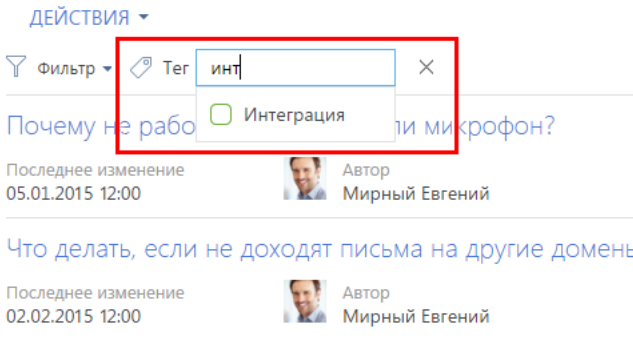 ДЕЙСТВИЯ
Фильтр Тег инт
Интеграция
Почему не рабо ли микрофон?
Последнее изменение Автор
05.01.2015 12:00 Мирный Евгений
Что делать, если не доходят письма на другие домены
Последнее изменение Автор
02.02.2015 12:00 Мирный Евгений